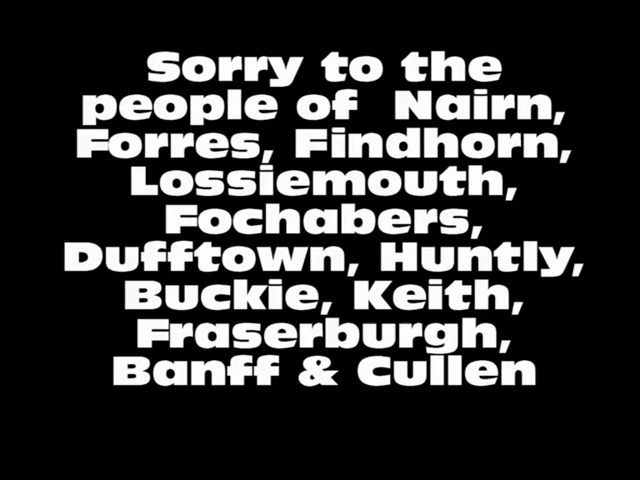 Sorry to the
people of Nairn,
Forres, Findhorn,
Lossiemouth,
Fochabers,
Dufftown, Huntly,
Buckie, Keith,
Fraserburgh,
Banff & Cullen